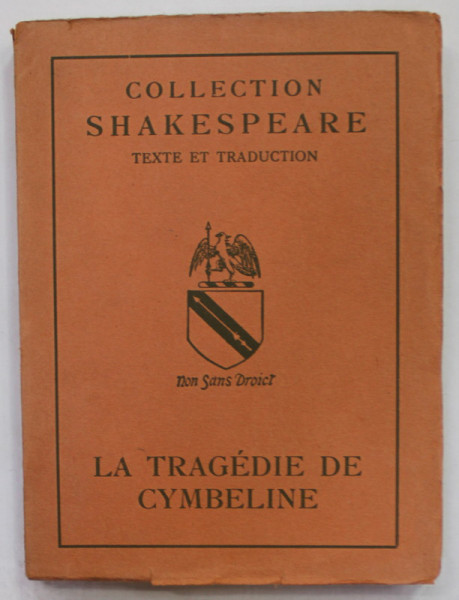 COLLECTION
SHAKESPEARE
TEXTE ET TRADUCTION
Non Sans Droict
LA TRAGÉDIE DE
CYMBELINE